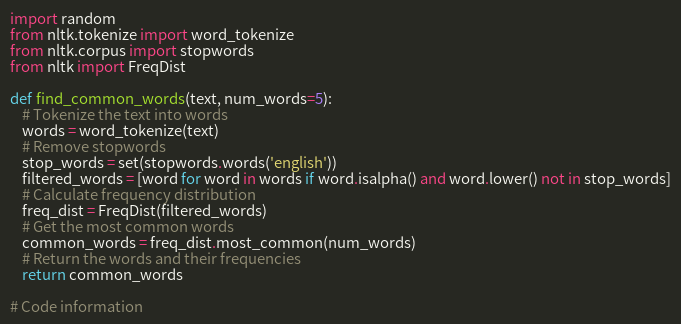 import random
from nltk.tokenize import word_tokenize
from nltk.corpus import stopwords
from nltk import FreqDist

def find_common_words(text, num_words=5):
    # Tokenize the text into words
    words = word_tokenize(text)
    # Remove stopwords
    stop_words = set(stopwords.words('english'))
    filtered_words = [word for word in words if word.isalpha() and word.lower() not in stop_words]
    # Calculate frequency distribution
    freq_dist = FreqDist(filtered_words)
    # Get the most common words
    common_words = freq_dist.most_common(num_words)
    # Return the words and their frequencies
    return common_words

# Code information